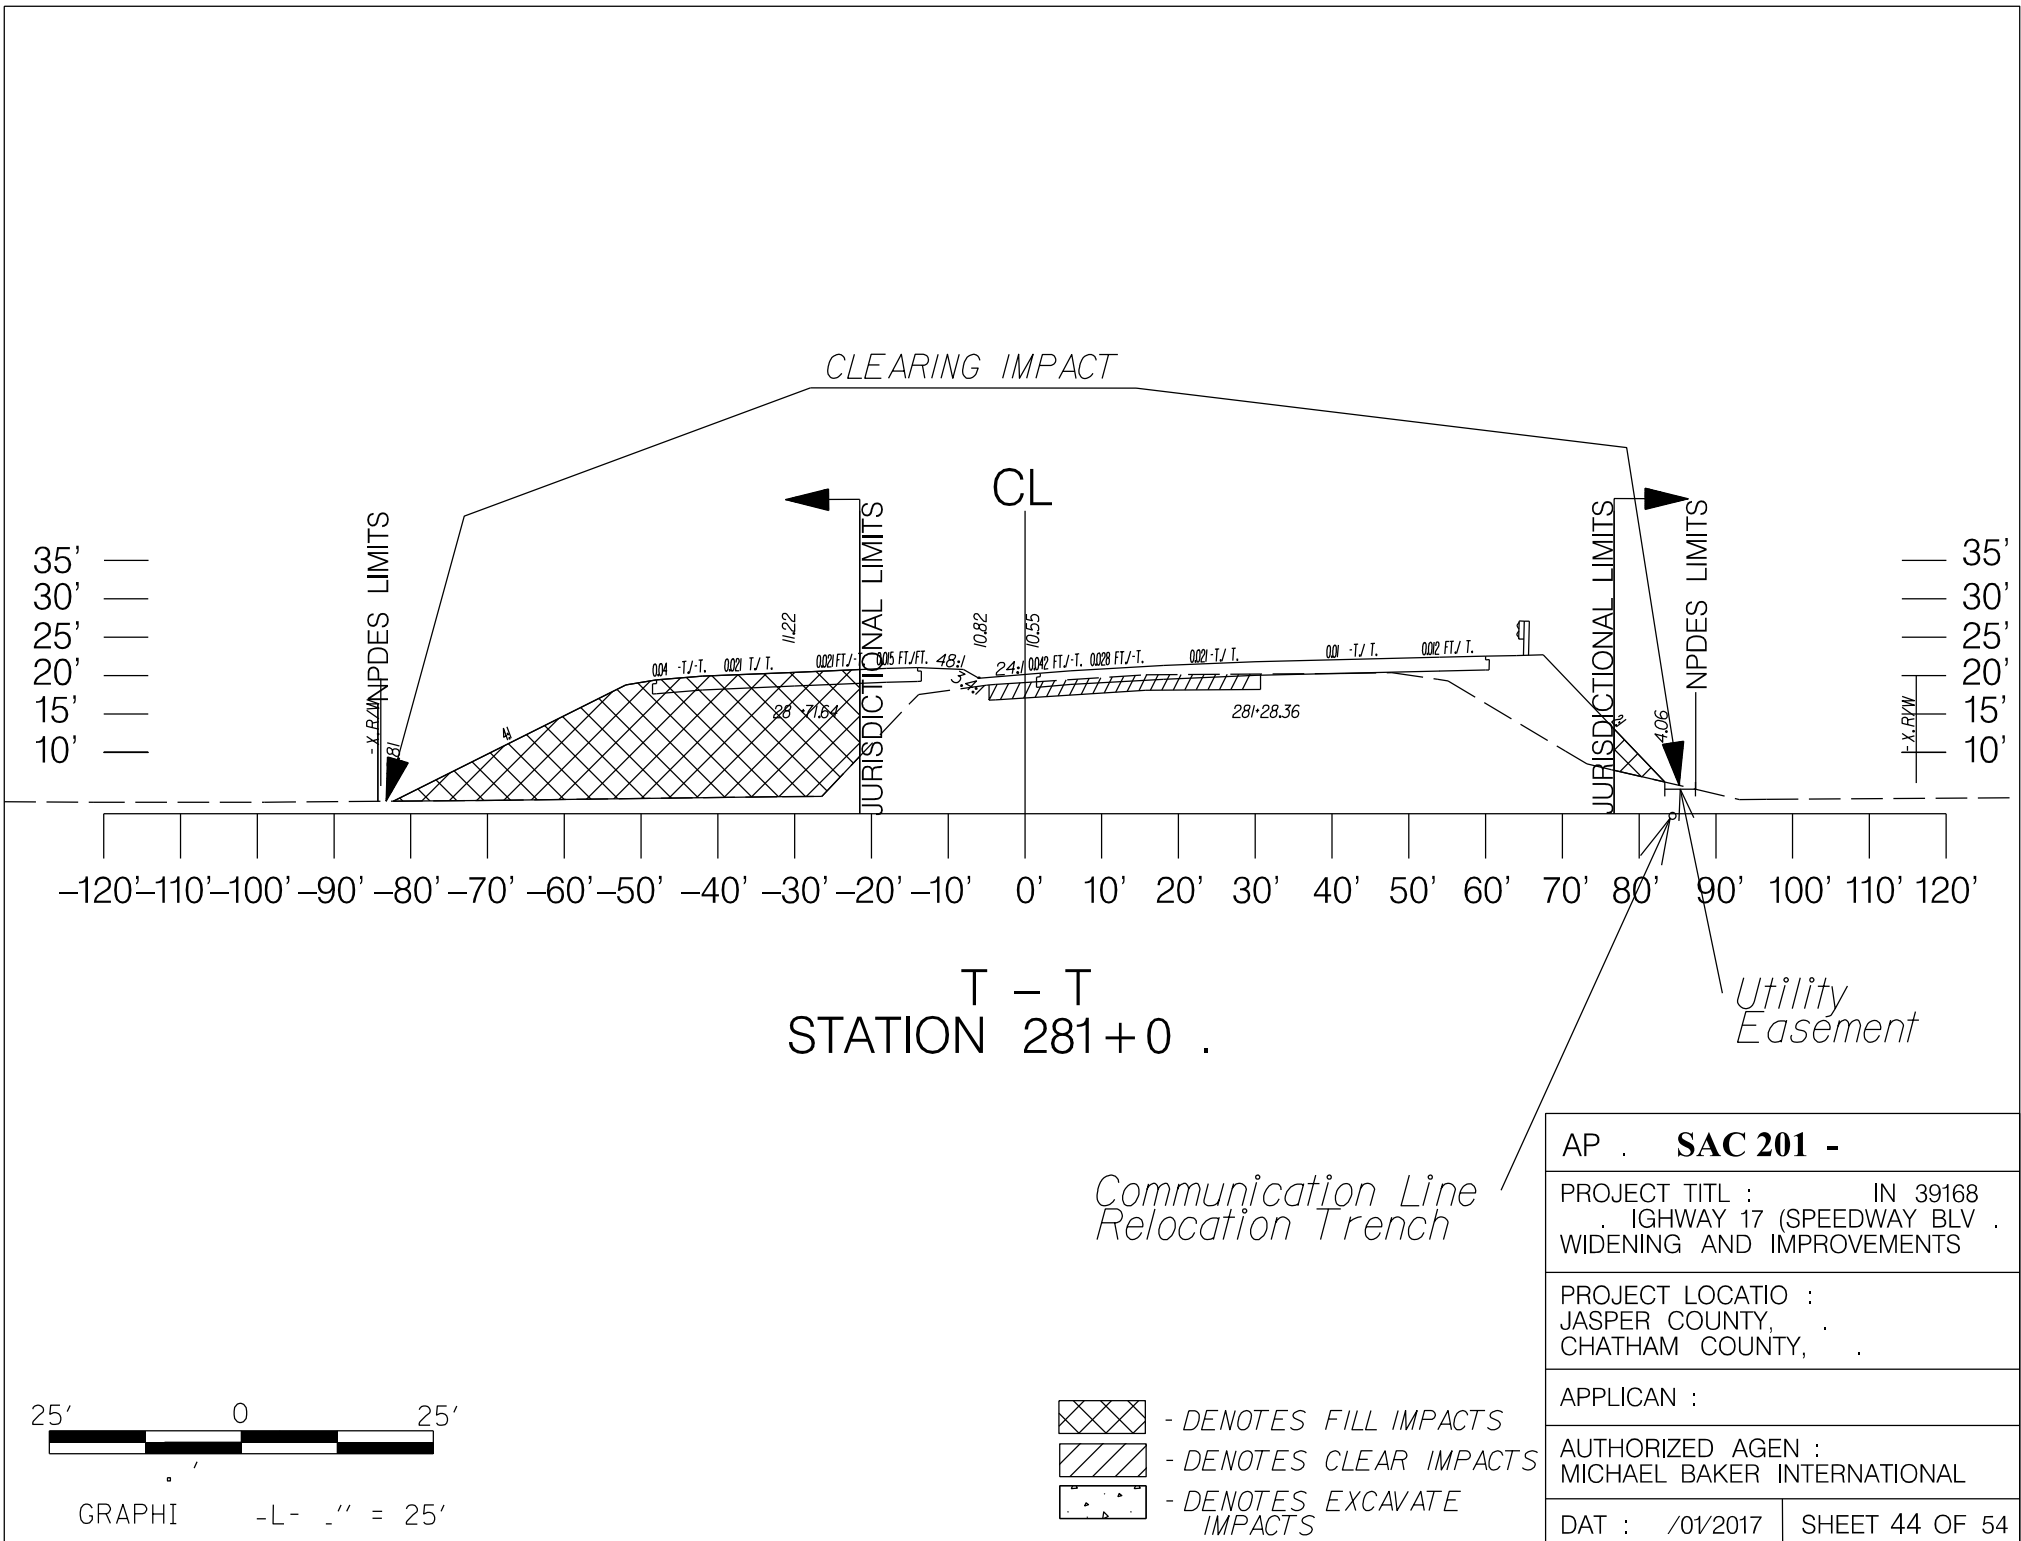 CLEARING IMPACT
CL
NPDES LIMITS
JURISDICTIONAL LIMITS
JURISDICTIONAL LIMITS
NPDES LIMITS
35'
30'
25'
20'
15'
10'
35'
30'
25'
20'
15'
10'
11.22
10.82
10.55
0.04
0.021
0.021 FT./
0.015 FT./FT.
48:1
24:1
0.042 FT./
0.028 FT./
0.021
0.01
0.012 FT./
4:1
2:1
4.06
71.64
281+28.36
-120' -110' -100' -90' -80' -70' -60' -50' -40' -30' -20' -10' 0' 10' 20' 30' 40' 50' 60' 70' 80' 90' 100' 110' 120'
T – T
STATION 281+0 .
Utility
Easement
Communication Line
Relocation Trench
AP . SAC 201 -
PROJECT TITL : IN 39168
. IGHWAY 17 (SPEEDWAY BLV .
WIDENING AND IMPROVEMENTS
PROJECT LOCATIO :
JASPER COUNTY, .
CHATHAM COUNTY, .
APPLICAN :
AUTHORIZED AGEN :
MICHAEL BAKER INTERNATIONAL
DAT : /01/2017 SHEET 44 OF 54
25' 0 25'
GRAPHI -L- _'' = 25'
- DENOTES FILL IMPACTS
- DENOTES CLEAR IMPACTS
- DENOTES EXCAVATE
IMPACTS